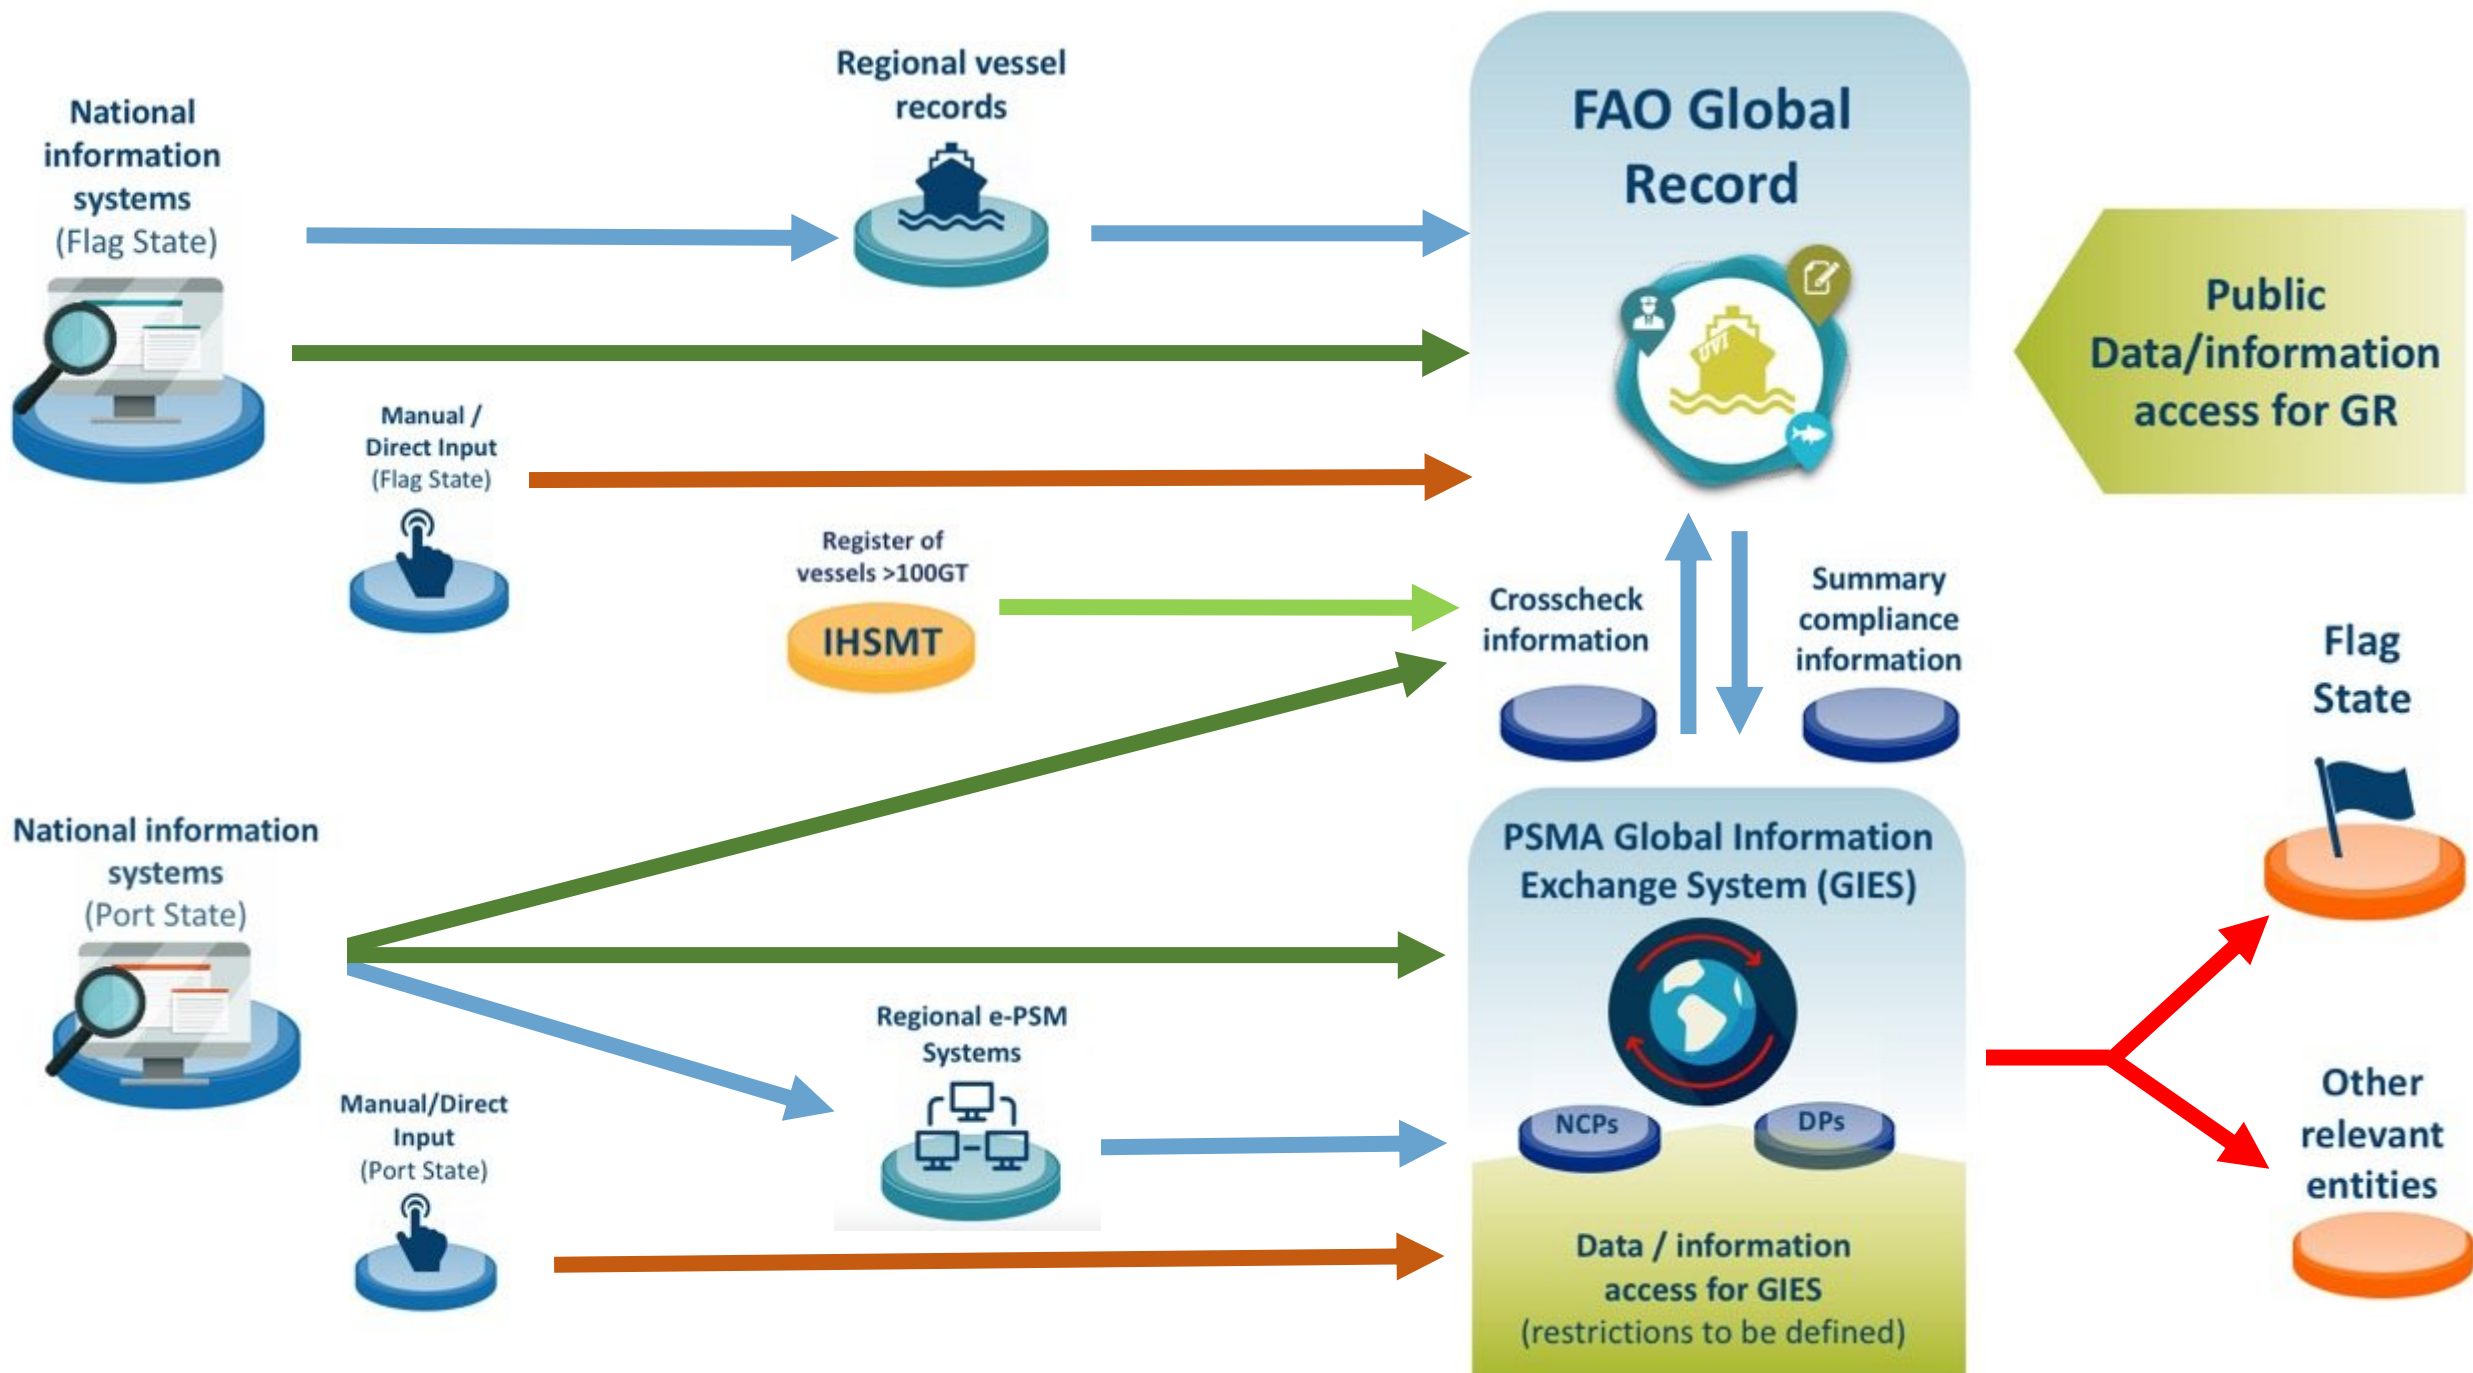 National
information
systems
(Flag State)
Regional vessel
records
FAO Global
Record
UVI
Public
Data/information
access for GR
Manual /
Direct Input
(Flag State)
Register of
vessels >100GT
IHSMT
Crosscheck
information
Summary
compliance
information
Flag
State
National information
systems
(Port State)
PSMA Global Information
Exchange System (GIES)
Regional e-PSM
Systems
Manual/Direct
Input
(Port State)
NCPs
DPs
Other
relevant
entities
Data / information
access for GIES
(restrictions to be defined)